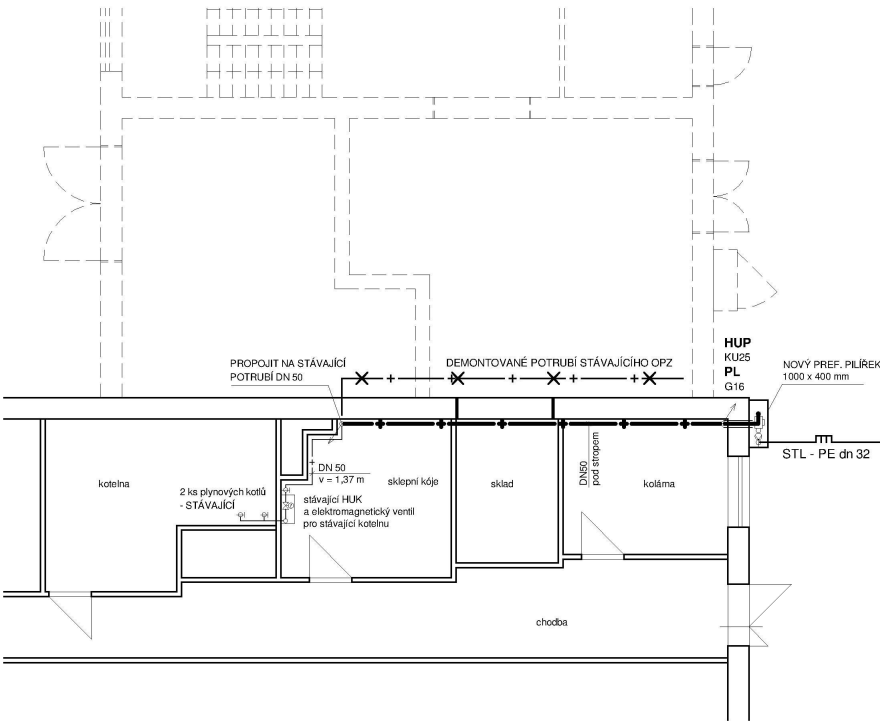 HUP
KU25
PL
G16
NOVÝ PREF. PILÍŘEK
1000 x 400 mm
PROPOJIT NA STÁVAJÍCÍ
POTRUBÍ DN 50
DEMONTOVANÉ POTRUBÍ STÁVAJÍCÍHO OPZ
STL - PE dn 32
DN50
pod stropem
DN 50
v = 1,37 m
kotelna
sklepní kóje
sklad
kolárna
2 ks plynových kotlů
- STÁVAJÍCÍ
stávající HUK
a elektromagnetický ventil
pro stávající kotelnu
chodba